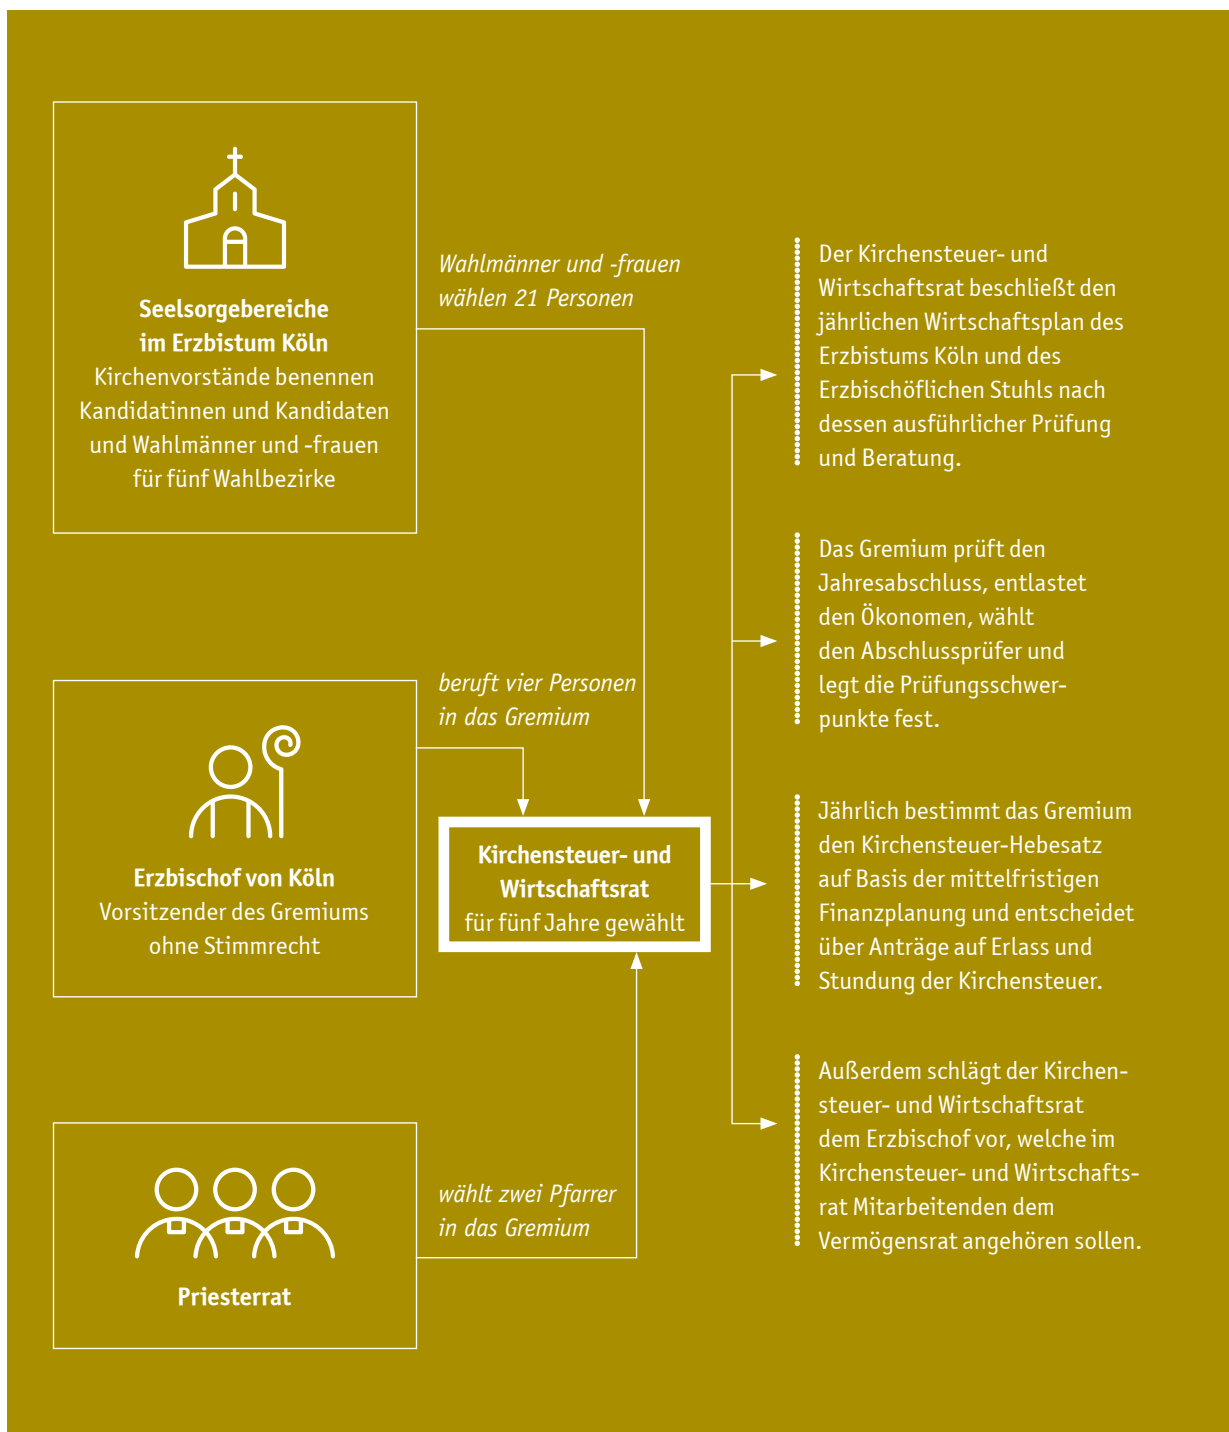 Seelsorgebereiche
im Erzbistum Köln
Kirchenvorstände benennen
Kandidatinnen und Kandidaten
und Wahlmänner und -frauen
für fünf Wahlbezirke
Wahlmänner und -frauen
wählen 21 Personen
Erzbischof von Köln
Vorsitzender des Gremiums
ohne Stimmrecht
beruft vier Personen
in das Gremium
Priesterrat
wählt zwei Pfarrer
in das Gremium
Kirchensteuer- und
Wirtschaftsrat
für fünf Jahre gewählt
Der Kirchensteuer- und
Wirtschaftsrat beschließt den
jährlichen Wirtschaftsplan des
Erzbistums Köln und des
Erzbischöflichen Stuhls nach
dessen ausführlicher Prüfung
und Beratung.
Das Gremium prüft den
Jahresabschluss, entlastet
den Ökonomen, wählt
den Abschlussprüfer und
legt die Prüfungsschwer-
punkte fest.
Jährlich bestimmt das Gremium
den Kirchensteuer-Hebesatz
auf Basis der mittelfristigen
Finanzplanung und entscheidet
über Anträge auf Erlass und
Stundung der Kirchensteuer.
Außerdem schlägt der Kirchen-
steuer- und Wirtschaftsrat
dem Erzbischof vor, welche im
Kirchensteuer- und Wirtschafts-
rat Mitarbeitenden dem
Vermögensrat angehören sollen.